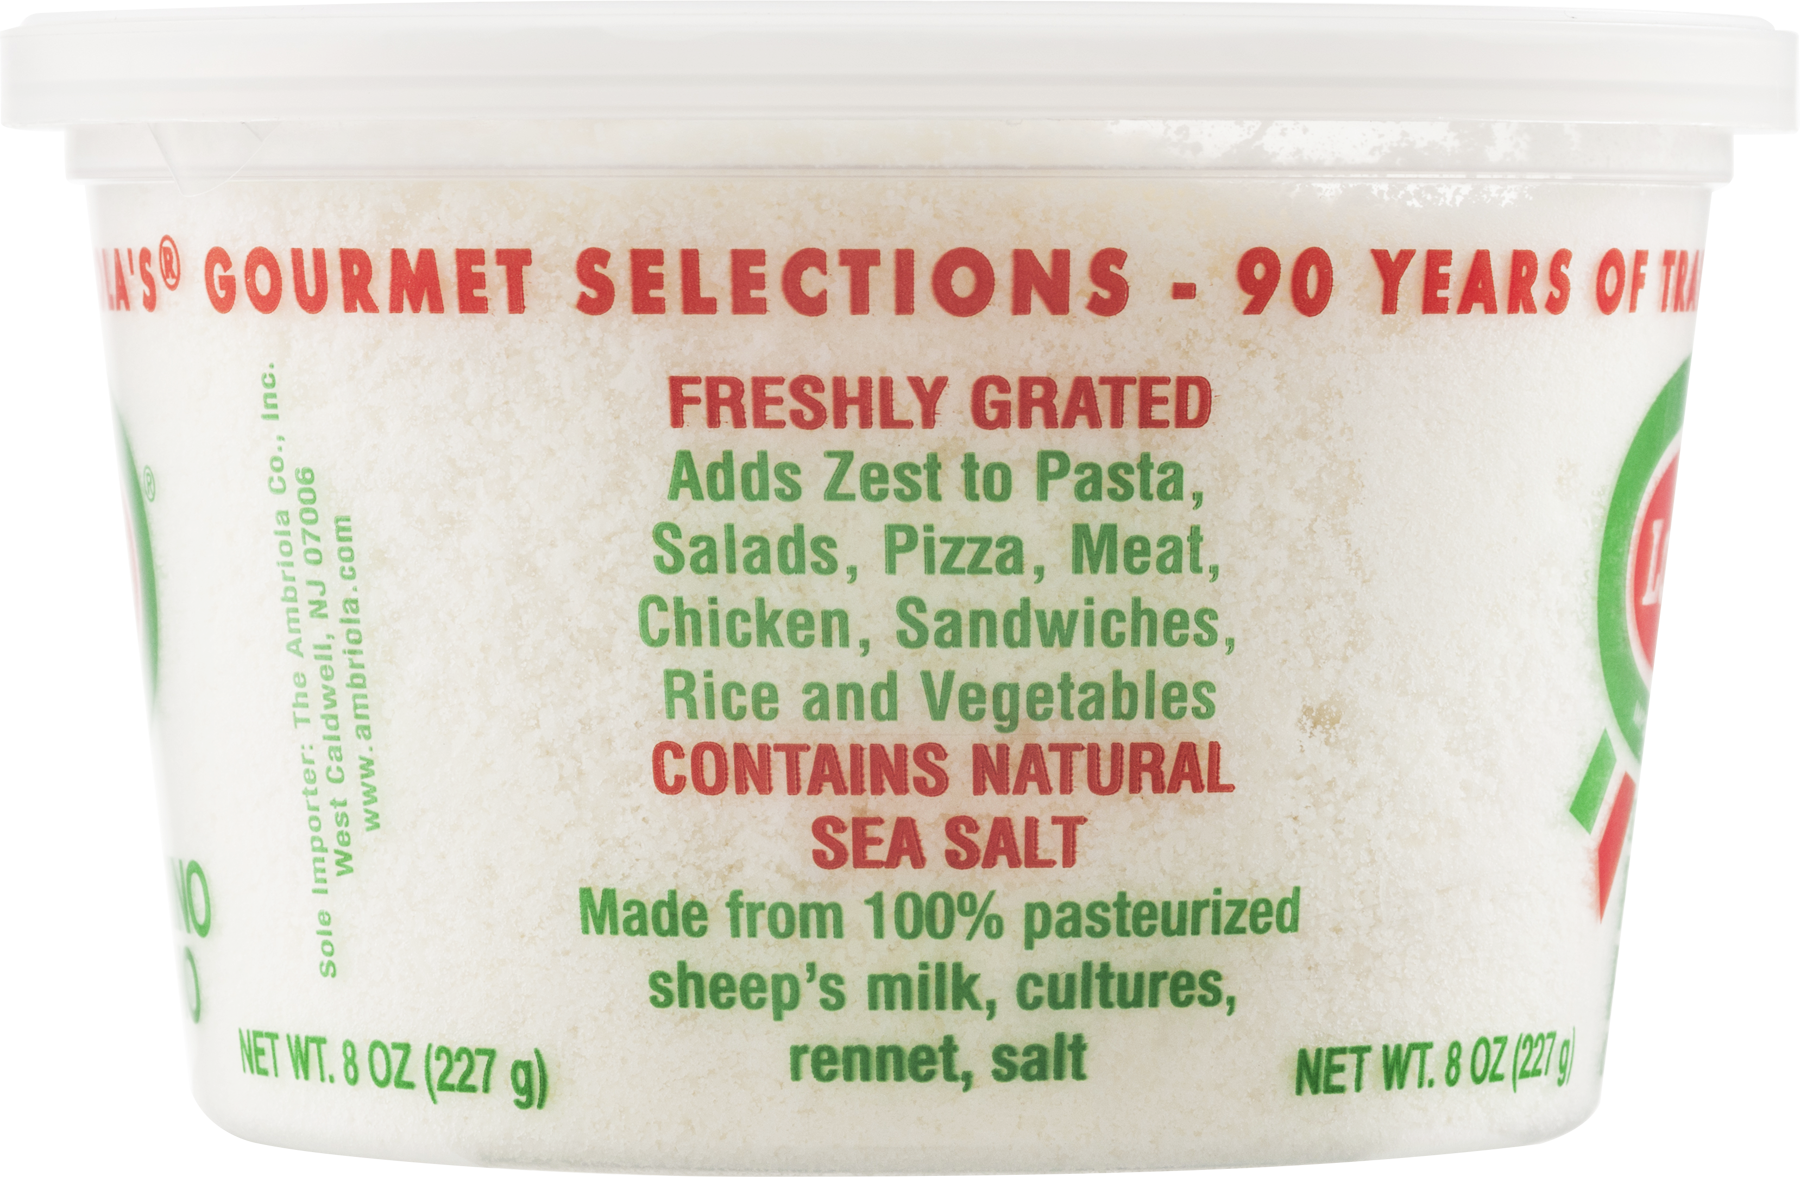 LA'S® GOURMET SELECTIONS - 90 YEARS OF TRA
FRESHLY GRATED
Adds Zest to Pasta,
Salads, Pizza, Meat,
Chicken, Sandwiches,
Rice and Vegetables
CONTAINS NATURAL
SEA SALT
Made from 100% pasteurized
sheep's milk, cultures,
rennet, salt
Sole Importer: The Ambriola Co., Inc.
West Caldwell, NJ 07006
www.ambriola.com
®
NO
O
NET WT. 8 OZ (227 g)
NET WT. 8 OZ (227 g)
L